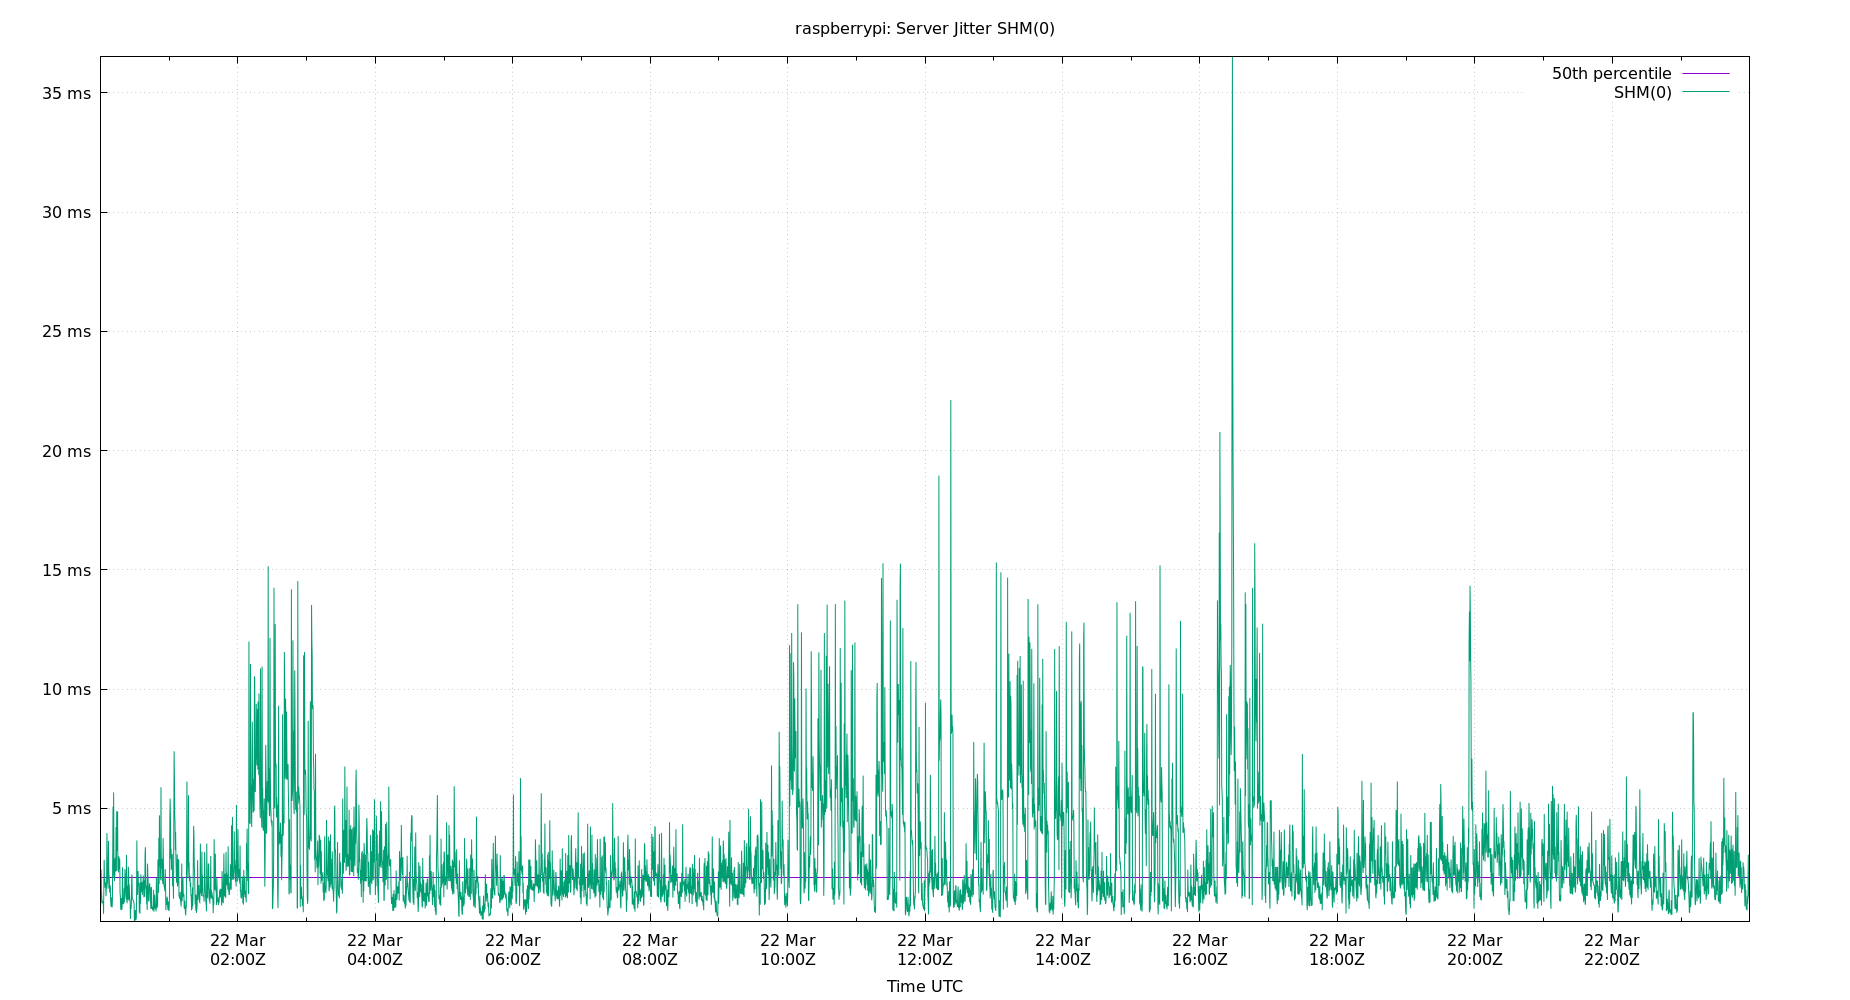 raspberrypi: Server Jitter SHM(0)
50th percentile
SHM(0)
35 ms
30 ms
25 ms
20 ms
15 ms
10 ms
5 ms
22 Mar 22 Mar 22 Mar 22 Mar 22 Mar 22 Mar 22 Mar 22 Mar 22 Mar 22 Mar 22 Mar
02:00Z 04:00Z 06:00Z 08:00Z 10:00Z 12:00Z 14:00Z 16:00Z 18:00Z 20:00Z 22:00Z
Time UTC